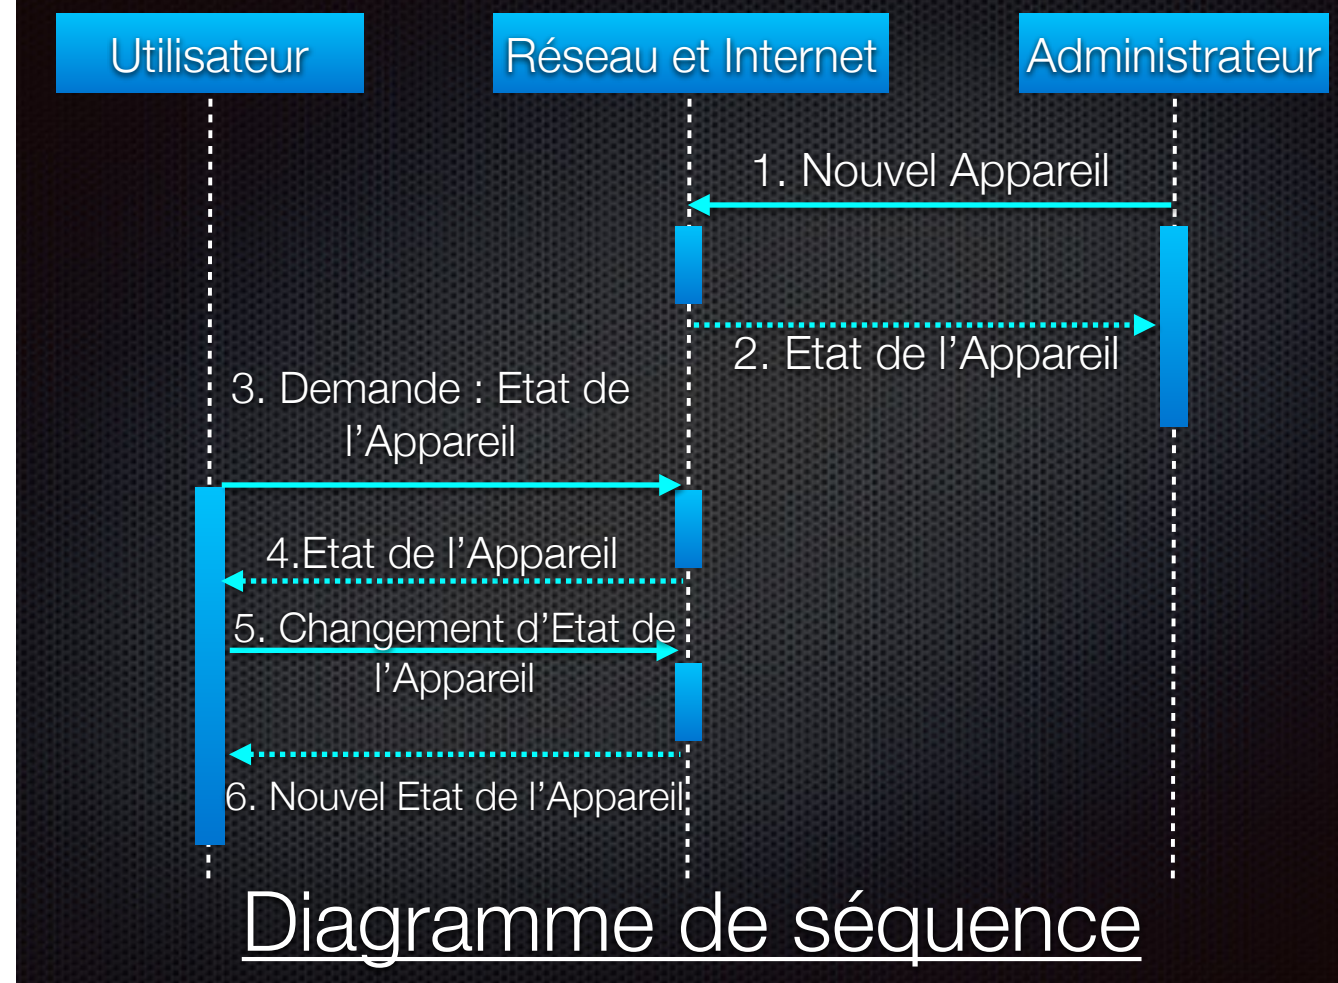 Utilisateur
Réseau et Internet
Administrateur
1. Nouvel Appareil
2. Etat de l’Appareil
3. Demande : Etat de
l’Appareil
4.Etat de l’Appareil
5. Changement d’Etat de
l’Appareil
6. Nouvel Etat de l’Appareil
Diagramme de séquence